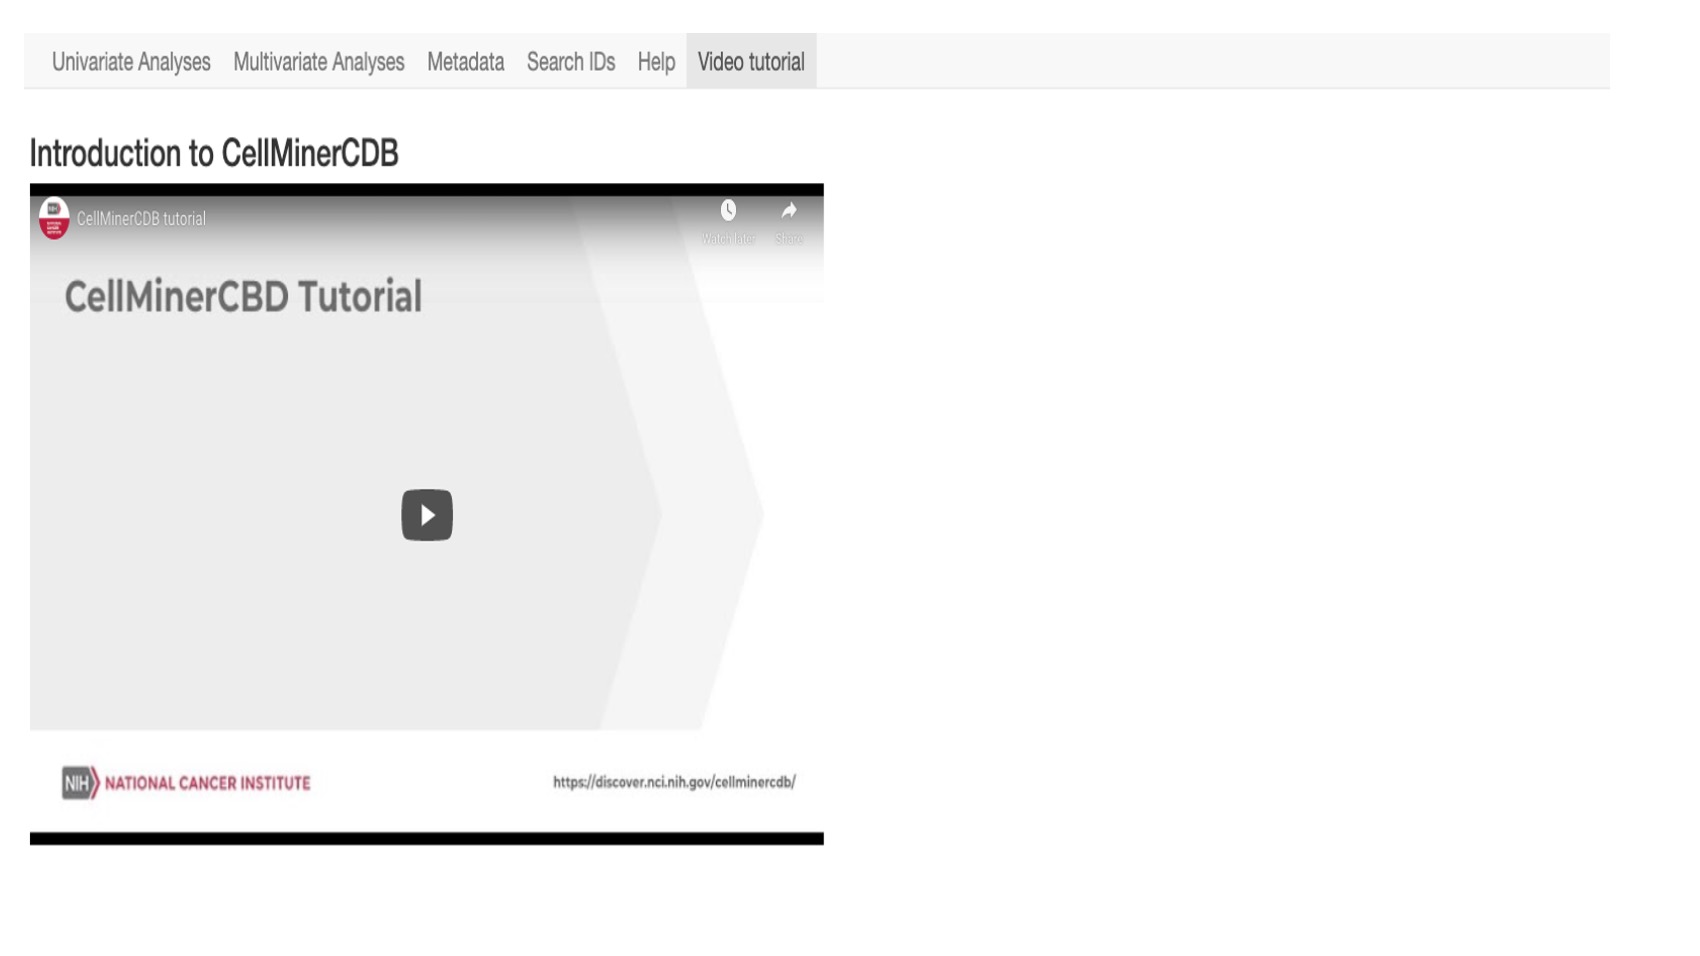 Univariate Analyses Multivariate Analyses Metadata Search IDs Help Video tutorial
Introduction to CellMinerCDB
CellMinerCDB tutorial
Watch later Share
CellMinerCBD Tutorial
NIH NATIONAL CANCER INSTITUTE
https://discover.nci.nih.gov/cellminercdb/